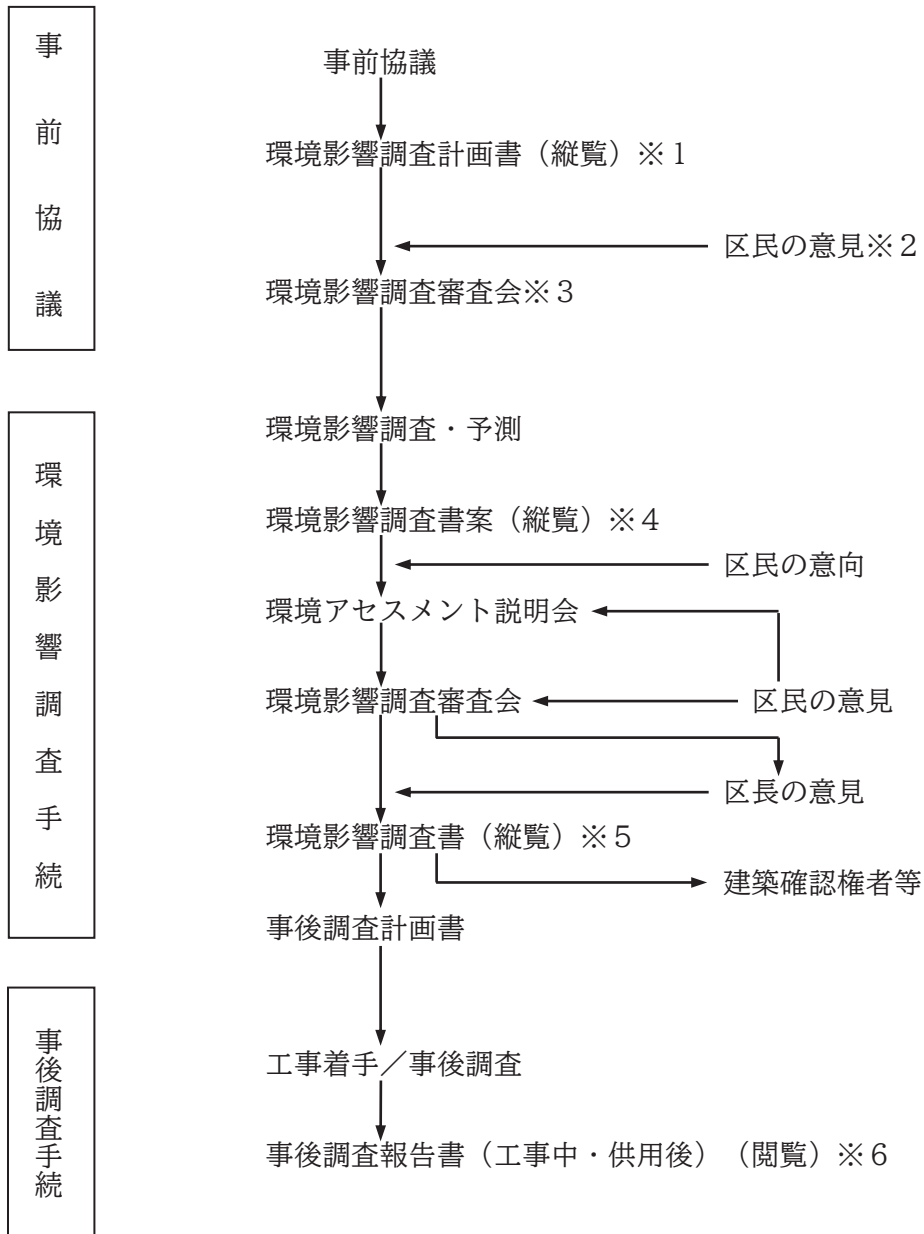 事前協議
事前協議
環境影響調査計画書（縦覧）※１
区民の意見※２
環境影響調査審査会※３
環境影響調査手続
環境影響調査・予測
環境影響調査書案（縦覧）※４
区民の意向
環境アセスメント説明会
環境影響調査審査会
区民の意見
区長の意見
環境影響調査書（縦覧）※５
建築確認権者等
事後調査計画書
事後調査手続
工事着手／事後調査
事後調査報告書（工事中・供用後）（閲覧）※６